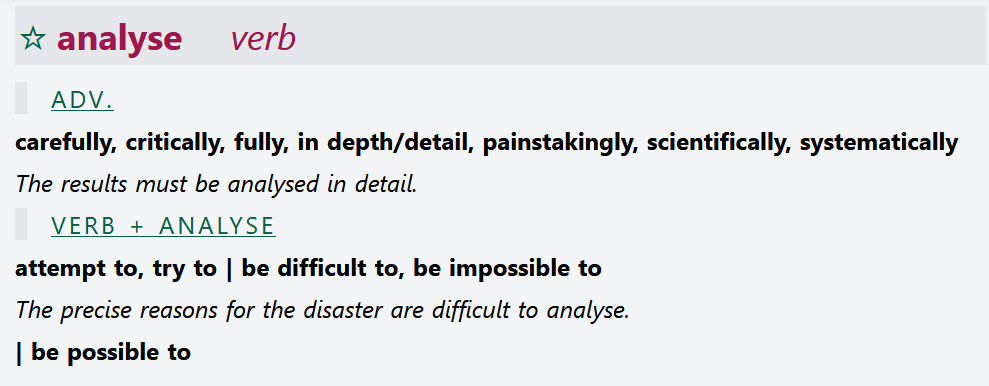 ☆ analyse verb
ADV.
carefully, critically, fully, in depth/detail, painstakingly, scientifically, systematically
The results must be analysed in detail.
VERB + ANALYSE
attempt to, try to | be difficult to, be impossible to
The precise reasons for the disaster are difficult to analyse.
| be possible to